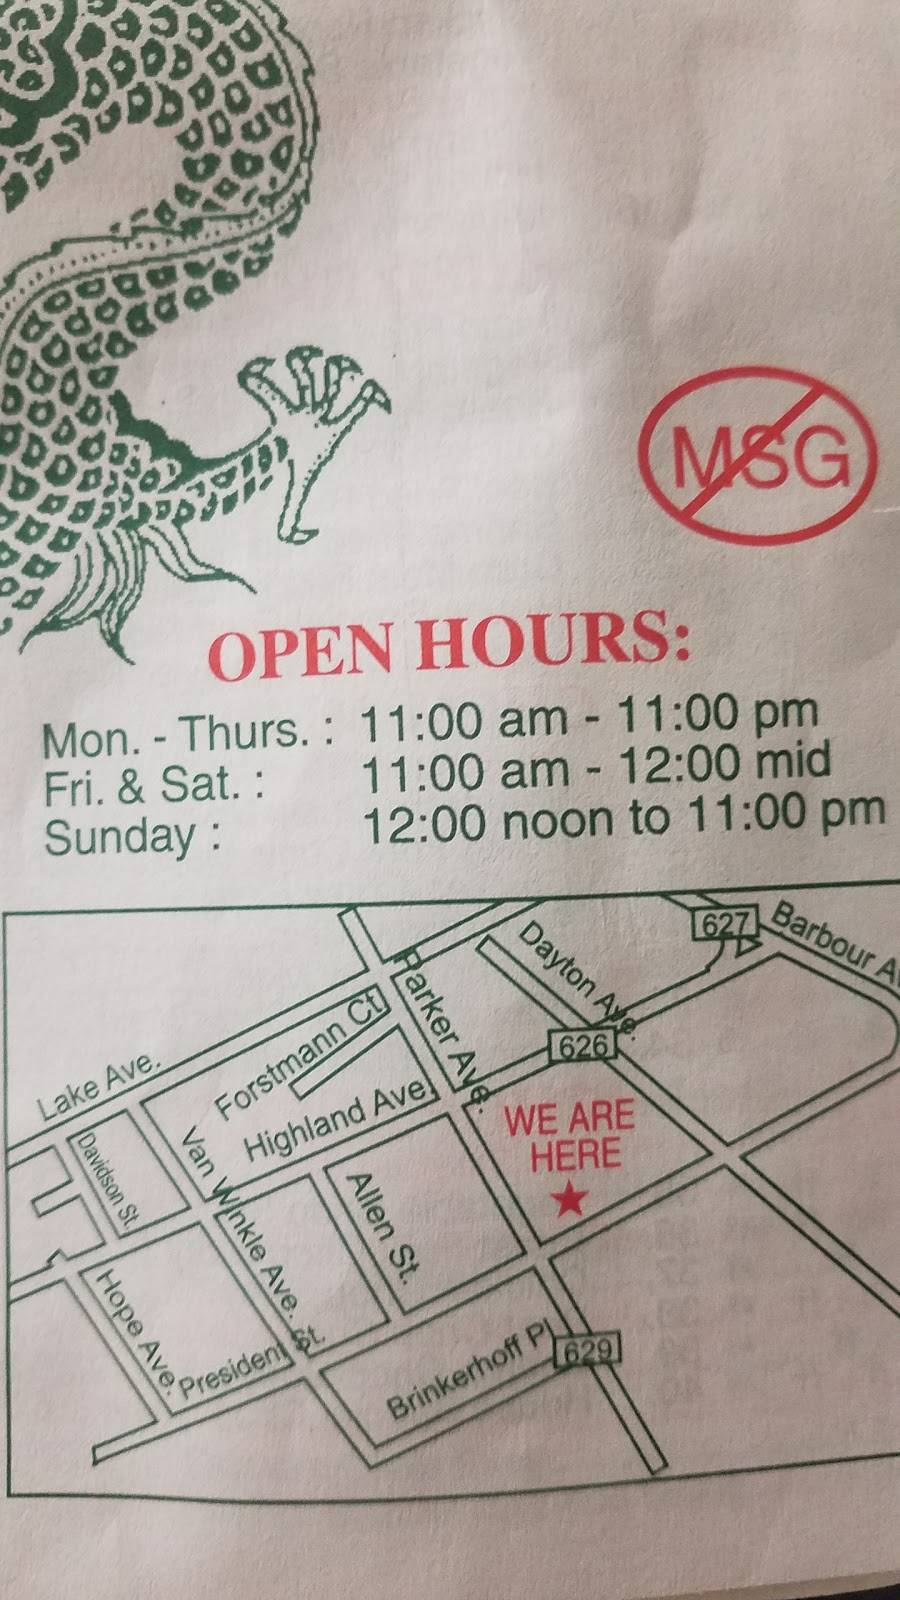 MSG
OPEN HOURS:
Mon. - Thurs. : 11:00 am - 11:00 pm
Fri. & Sat. : 11:00 am - 12:00 mid
Sunday : 12:00 noon to 11:00 pm
627
Barbour
Dayton Ave.
Parker Ave.
626
Forstmann Ct
Lake Ave.
Highland Ave.
WE ARE
HERE
Davidson St.
Van Winkle Ave.
Allen St.
Hope Ave.
President St.
Brinkerhoff Pl
629